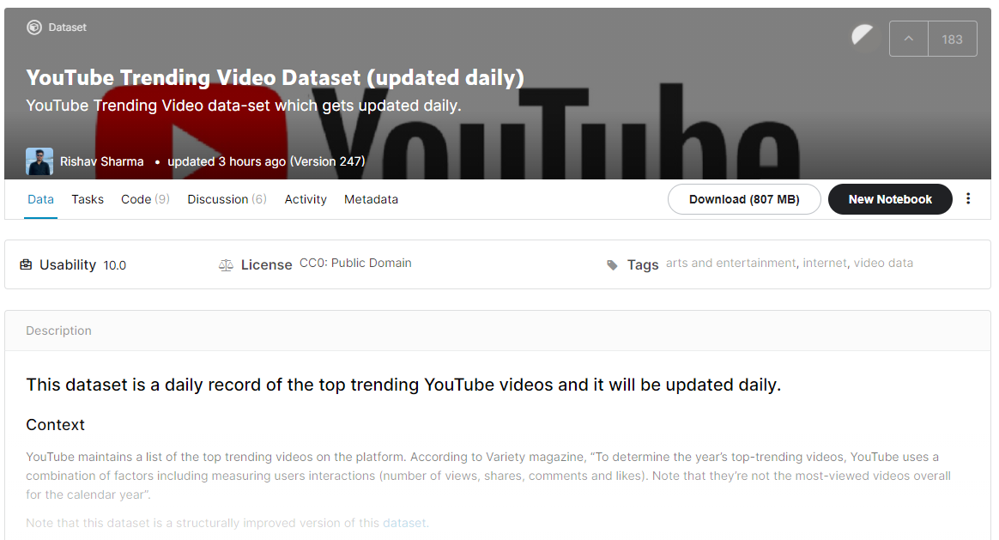 Dataset
183
YouTube Trending Video Dataset (updated daily)
YouTube Trending Video data-set which gets updated daily.
YouTube
Rishav Sharma • updated 3 hours ago (Version 247)
Data Tasks Code (9) Discussion (6) Activity Metadata Download (807 MB) New Notebook
Usability 10.0 License CC0: Public Domain Tags arts and entertainment, internet, video data
Description
This dataset is a daily record of the top trending YouTube videos and it will be updated daily.
Context
YouTube maintains a list of the top trending videos on the platform. According to Variety magazine, “To determine the year’s top-trending videos, YouTube uses a
combination of factors including measuring users interactions (number of views, shares, comments and likes). Note that they’re not the most-viewed videos overall
for the calendar year”.
Note that this dataset is a structurally improved version of this dataset.